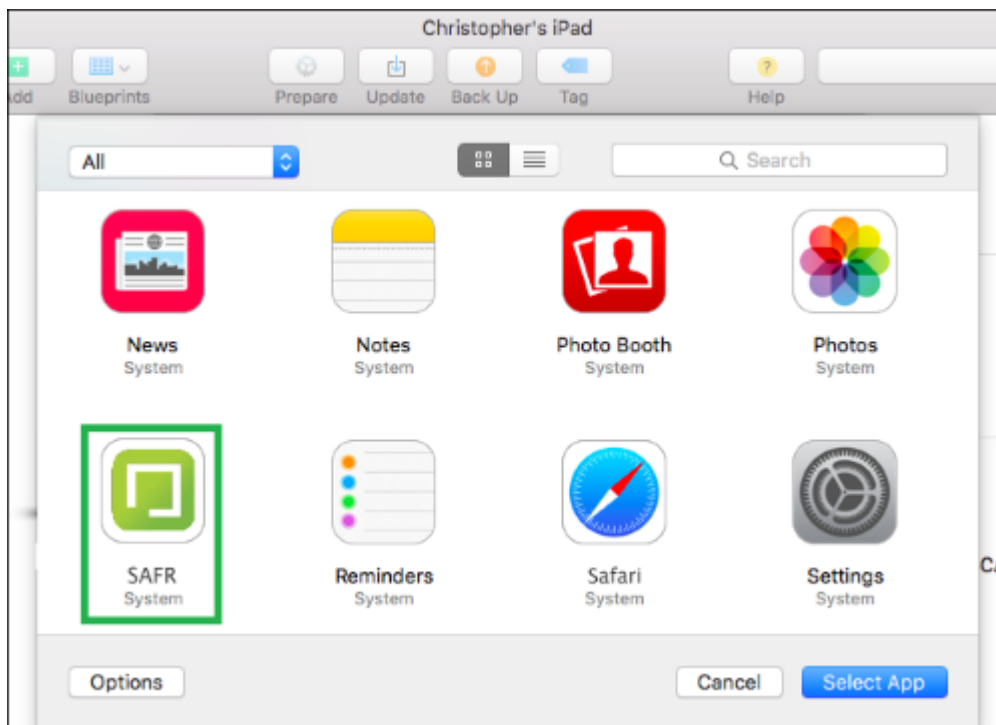 Christopher's iPad
Add Blueprints Prepare Update Back Up Tag Help
All Search
News Notes Photo Booth Photos
System System System System
SAFR Reminders Safari Settings
System System System System
Options Cancel Select App